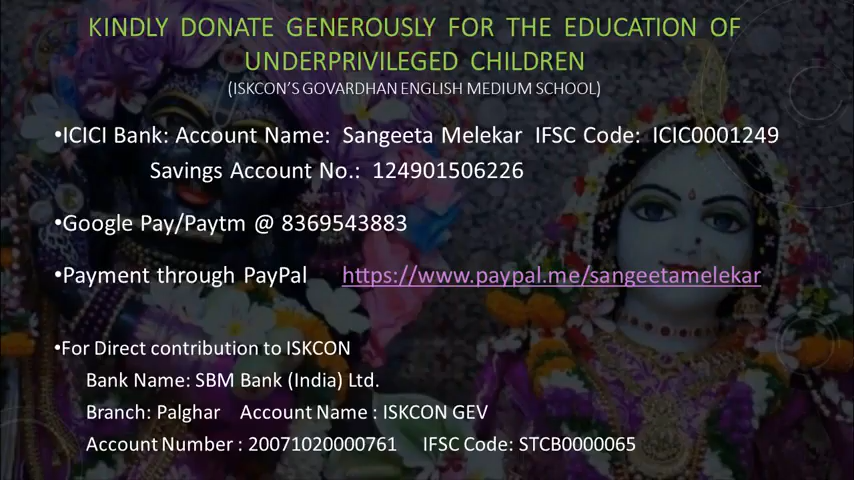 KINDLY DONATE GENEROUSLY FOR THE EDUCATION OF
UNDERPRIVILEGED CHILDREN
(ISKCON'S GOVARDHAN ENGLISH MEDIUM SCHOOL)
•ICICI Bank: Account Name: Sangeeta Melekar IFSC Code: ICIC0001249
Savings Account No.: 124901506226
•Google Pay/Paytm @ 8369543883
•Payment through PayPal https://www.paypal.me/sangeetamelekar
•For Direct contribution to ISKCON
Bank Name: SBM Bank (India) Ltd.
Branch: Palghar Account Name : ISKCON GEV
Account Number : 20071020000761 IFSC Code: STCB0000065